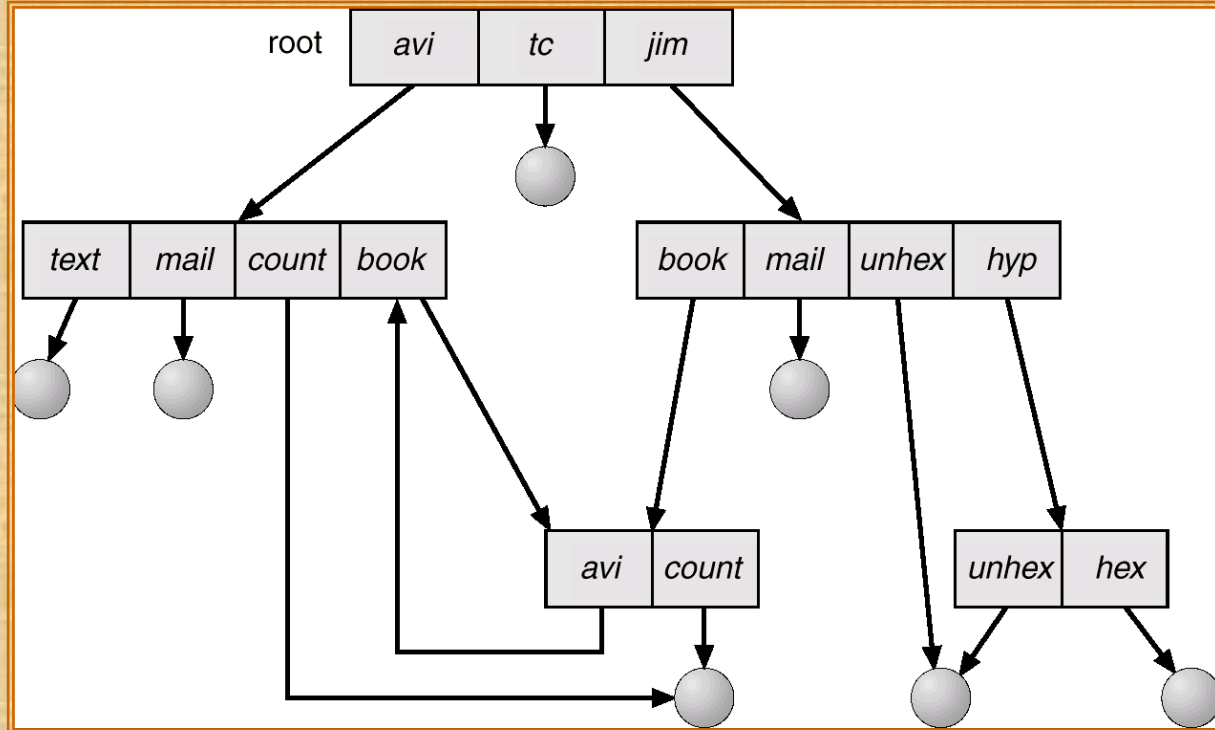 root avi tc jim
text mail count book
book mail unhex hyp
avi count
unhex hex